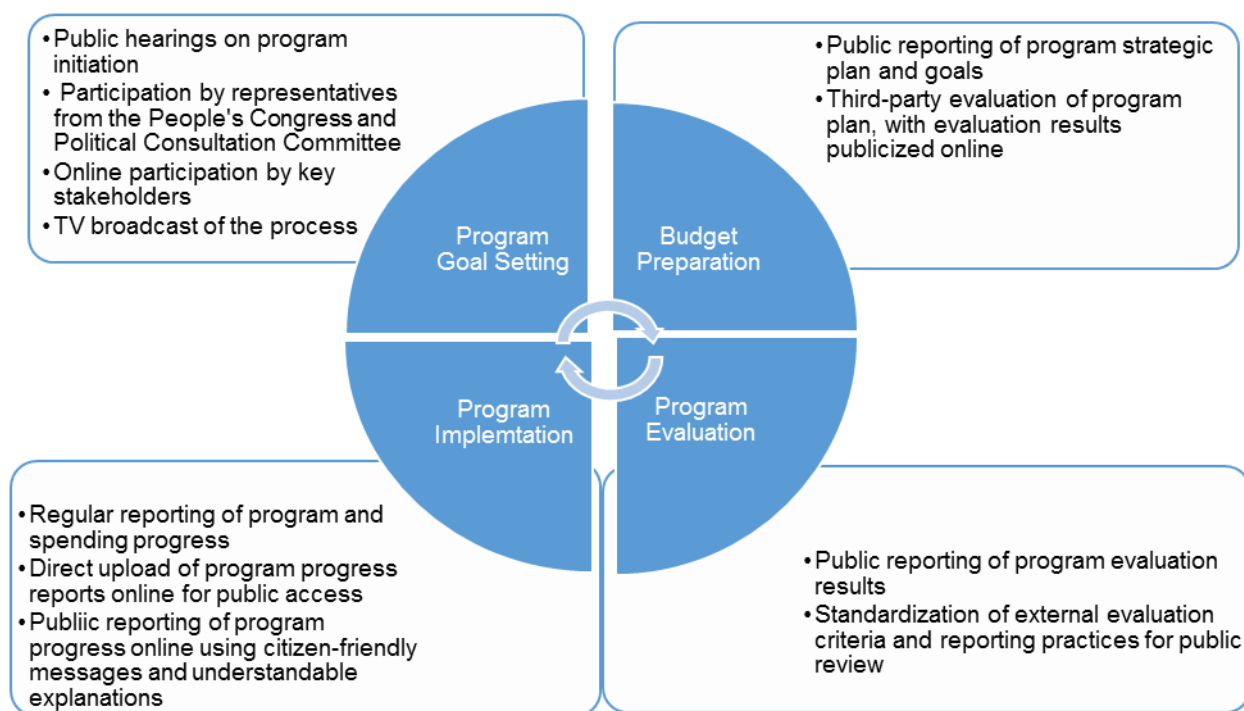 •Public hearings on program
initiation
• Participation by representatives
from the People's Congress and
Political Consultation Committee
•Online participation by key
stakeholders
•TV broadcast of the process
•Public reporting of program strategic
plan and goals
•Third-party evaluation of program
plan, with evaluation results
publicized online
Program
Goal Setting
Budget
Preparation
Program
Implemtation
Program
Evaluation
•Regular reporting of program and
spending progress
•Direct upload of program progress
reports online for public access
•Publiic reporting of program
progress online using citizen-friendly
messages and understandable
explanations
•Public reporting of program evaluation
results
•Standardization of external evaluation
criteria and reporting practices for public
review